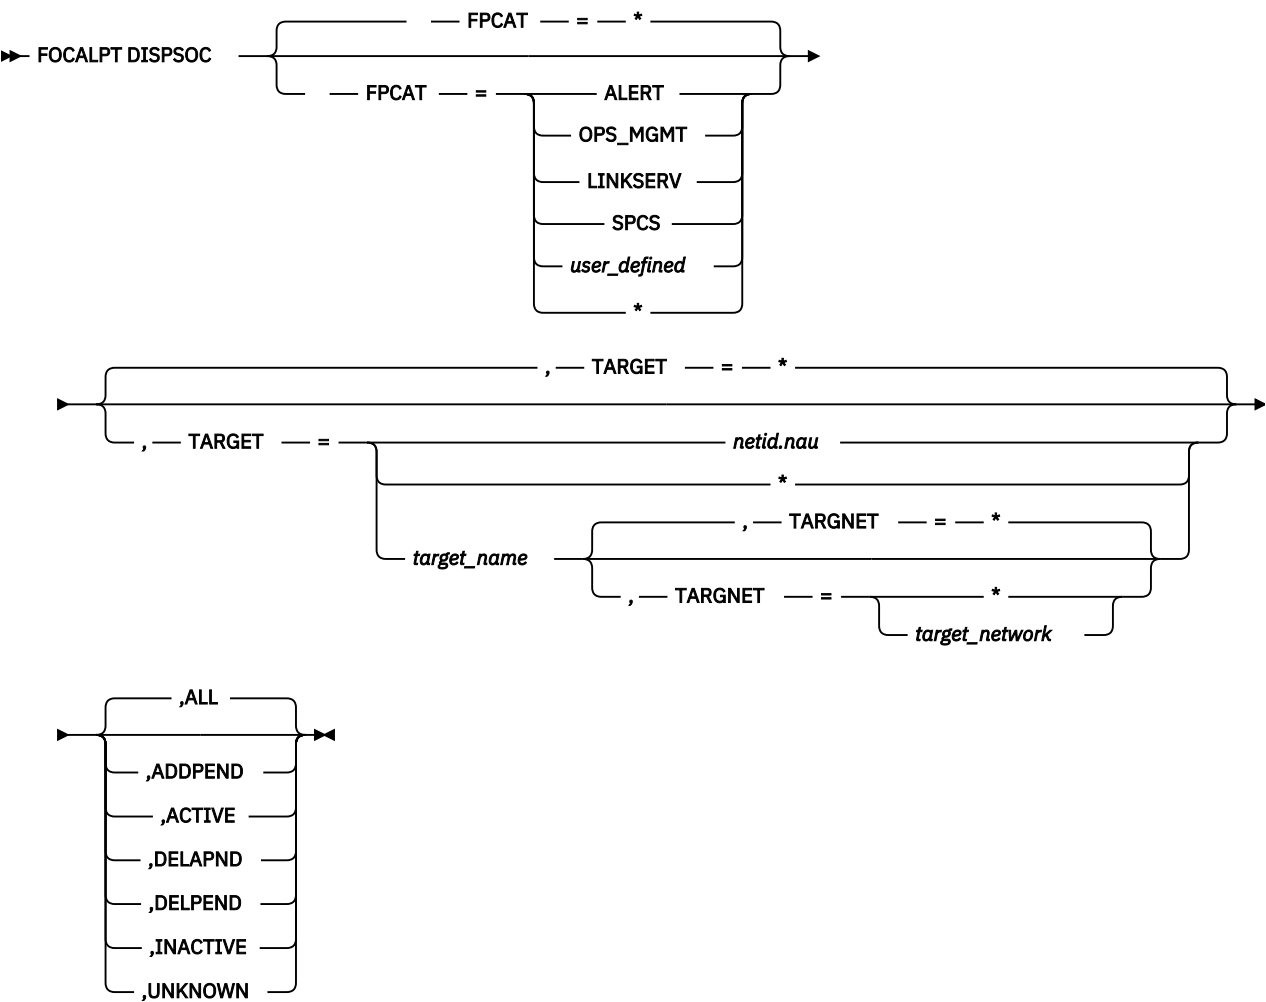 FPCAT = *
FOCALPT DISPSOC
FPCAT = ALERT
OPS_MGMT
LINKSERV
SPCS
user_defined
*
, TARGET = *
, TARGET = netid.nau
*
, TARGNET = *
target_name
, TARGNET = *
target_network
,ALL
,ADDPEND
,ACTIVE
,DELAPND
,DELPEND
,INACTIVE
,UNKNOWN